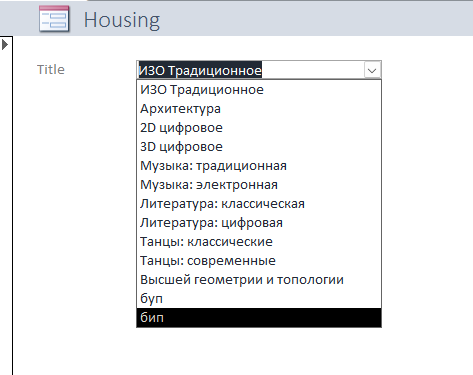 Housing
Title
ИЗО Традиционное
ИЗО Традиционное
Архитектура
2D цифровое
3D цифровое
Музыка: традиционная
Музыка: электронная
Литература: классическая
Литература: цифровая
Танцы: классические
Танцы: современные
Высшей геометрии и топологии
буп
бип